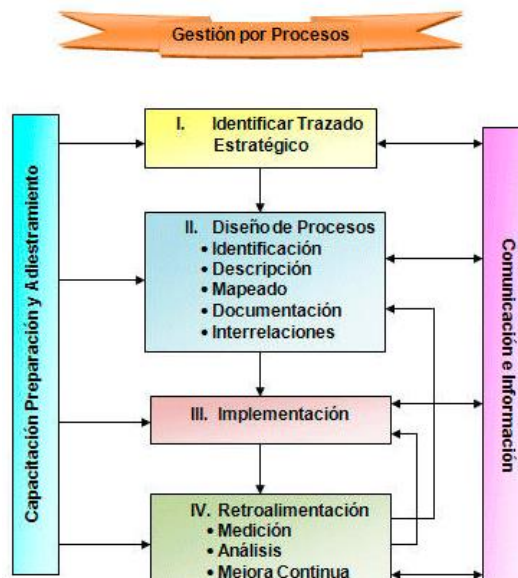 Gestión por Procesos
Capacitación Preparación y Adiestramiento
I. Identificar Trazado
Estratégico
II. Diseño de Procesos
• Identificación
• Descripción
• Mapeado
• Documentación
• Interrelaciones
III. Implementación
IV. Retroalimentación
• Medición
• Análisis
• Mejora Continua
Comunicación e Información